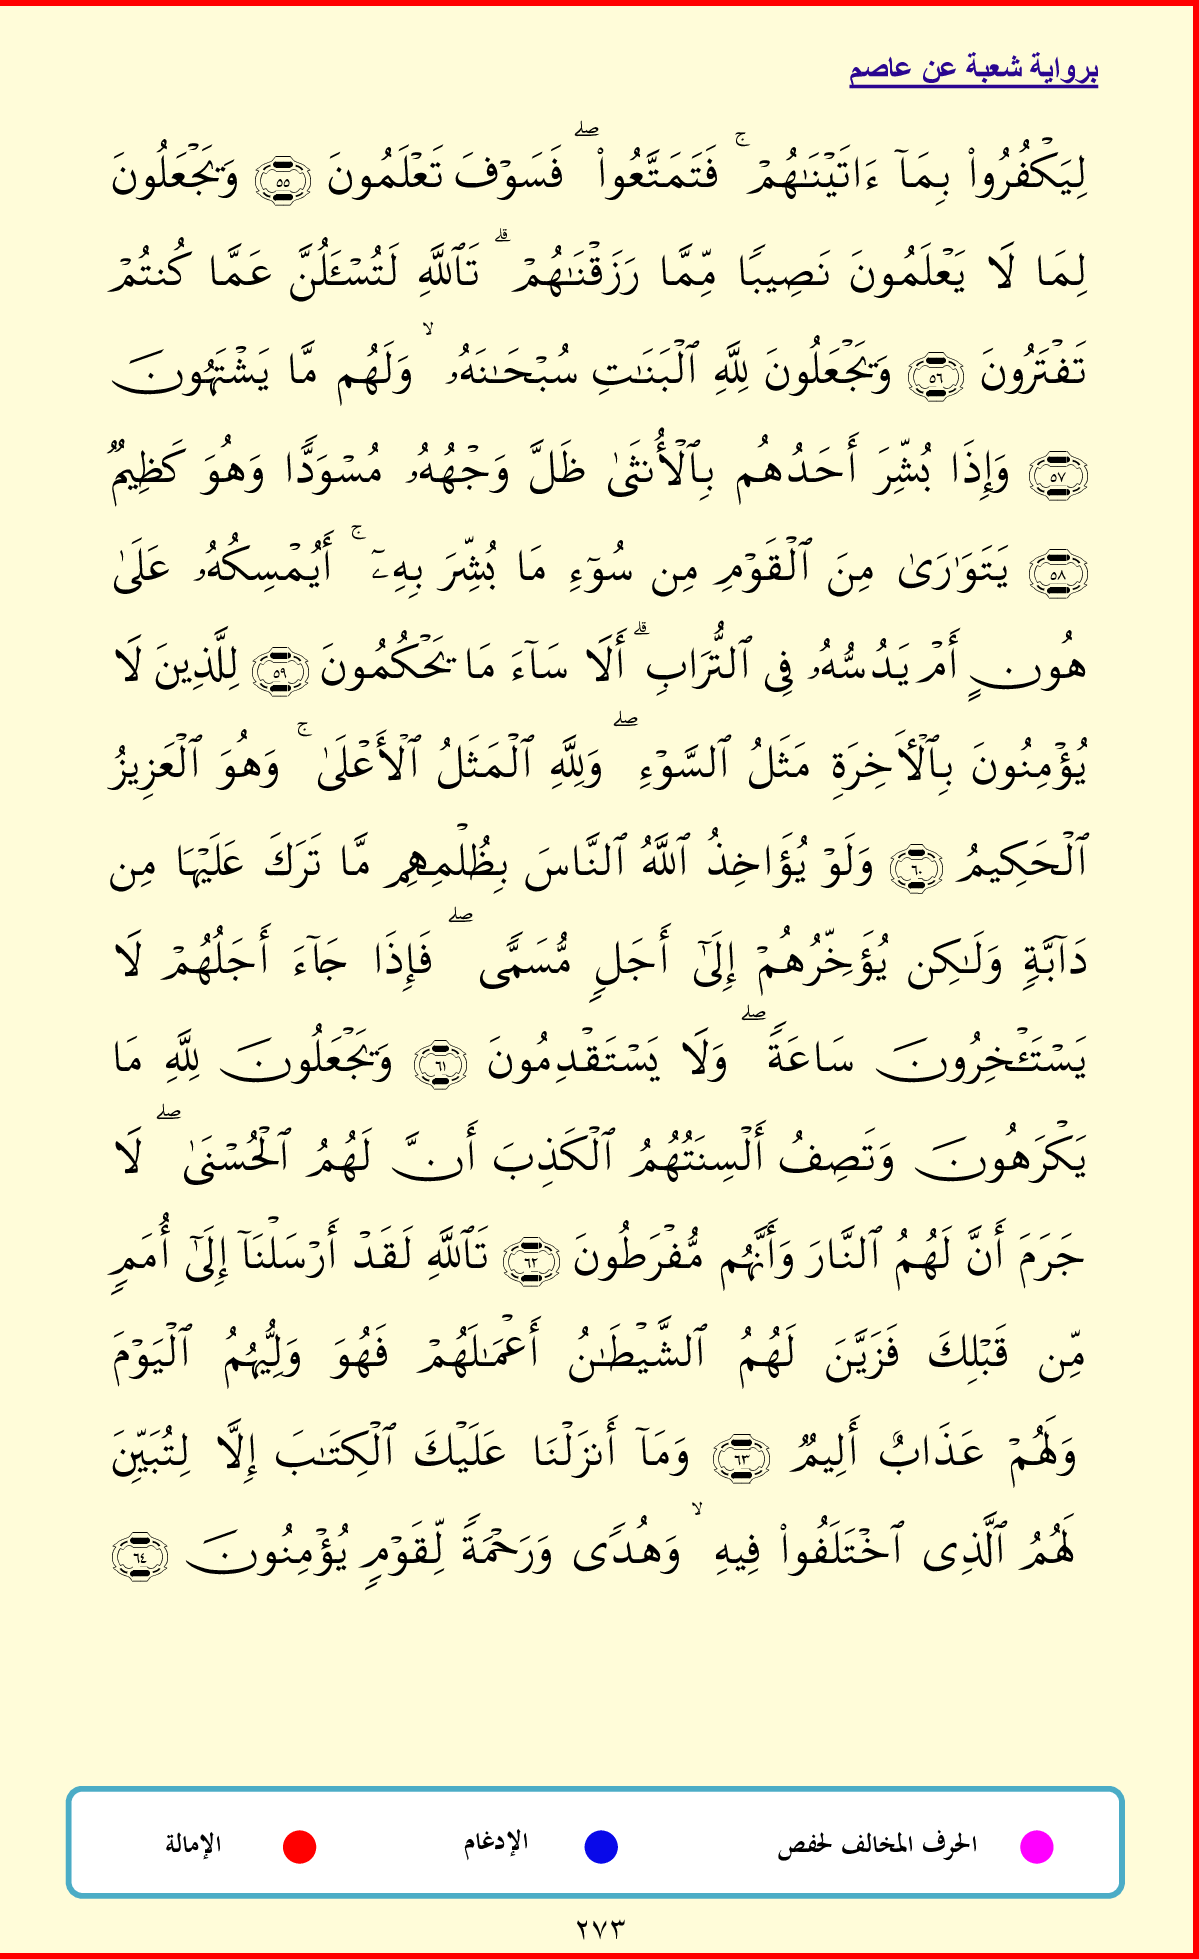 برواية شعبة عن عاصم
لِيَكْفُرُوا۟ بِمَآ ءَاتَيْنَٰهُمْ ۚ فَتَمَتَّعُوا۟ ۖ فَسَوْفَ تَعْلَمُونَ ٥٥ وَيَجْعَلُونَ
لِمَا لَا يَعْلَمُونَ نَصِيبًا مِّمَّا رَزَقْنَٰهُمْ ۗ تَٱللَّهِ لَتُسْـَٔلُنَّ عَمَّا كُنتُمْ
تَفْتَرُونَ ٥٦ وَيَجْعَلُونَ لِلَّهِ ٱلْبَنَٰتِ سُبْحَٰنَهُۥ ۙ وَلَهُم مَّا يَشْتَهُونَ
٥٧ وَإِذَا بُشِّرَ أَحَدُهُم بِٱلْأُنثَىٰ ظَلَّ وَجْهُهُۥ مُسْوَدًّا وَهُوَ كَظِيمٌ
٥٨ يَتَوَٰرَىٰ مِنَ ٱلْقَوْمِ مِن سُوٓءِ مَا بُشِّرَ بِهِۦٓ ۚ أَيُمْسِكُهُۥ عَلَىٰ
هُونٍ أَمْ يَدُسُّهُۥ فِى ٱلتُّرَابِ ۗ أَلَا سَآءَ مَا يَحْكُمُونَ ٥٩ لِلَّذِينَ لَا
يُؤْمِنُونَ بِٱلْأَخِرَةِ مَثَلُ ٱلسَّوْءِ ۖ وَلِلَّهِ ٱلْمَثَلُ ٱلْأَعْلَىٰ ۚ وَهُوَ ٱلْعَزِيزُ
ٱلْحَكِيمُ ٦٠ وَلَوْ يُؤَاخِذُ ٱللَّهُ ٱلنَّاسَ بِظُلْمِهِم مَّا تَرَكَ عَلَيْهَا مِن
دَآبَّةٍ وَلَٰكِن يُؤَخِّرُهُمْ إِلَىٰٓ أَجَلٍ مُّسَمًّى ۖ فَإِذَا جَآءَ أَجَلُهُمْ لَا
يَسْتَـْٔخِرُونَ سَاعَةً ۖ وَلَا يَسْتَقْدِمُونَ ٦١ وَيَجْعَلُونَ لِلَّهِ مَا
يَكْرَهُونَ وَتَصِفُ أَلْسِنَتُهُمُ ٱلْكَذِبَ أَنَّ لَهُمُ ٱلْحُسْنَىٰ ۖ لَا
جَرَمَ أَنَّ لَهُمُ ٱلنَّارَ وَأَنَّهُم مُّفْرَطُونَ ٦٢ تَٱللَّهِ لَقَدْ أَرْسَلْنَآ إِلَىٰٓ أُمَمٍ
مِّن قَبْلِكَ فَزَيَّنَ لَهُمُ ٱلشَّيْطَٰنُ أَعْمَٰلَهُمْ فَهُوَ وَلِيُّهُمُ ٱلْيَوْمَ
وَلَهُمْ عَذَابٌ أَلِيمٌ ٦٣ وَمَآ أَنزَلْنَا عَلَيْكَ ٱلْكِتَٰبَ إِلَّا لِتُبَيِّنَ
لَهُمُ ٱلَّذِى ٱخْتَلَفُوا۟ فِيهِ ۙ وَهُدًى وَرَحْمَةً لِّقَوْمٍ يُؤْمِنُونَ ٦٤
الحرف المخالف لحفص الإدغام الإمالة
٢٧٣